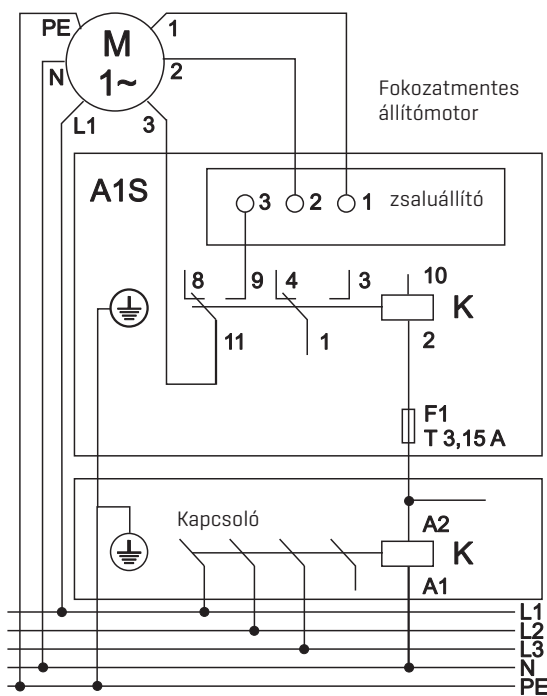 PE
1
M
1~
N
2
L1
3
Fokozatmentes
állítómotor
A1S
3
2
1
zsaluállító
8
9
4
3
10
K
11
1
2
F1
T 3,15 A
Kapcsoló
A2
K
A1
L1
L2
L3
N
PE